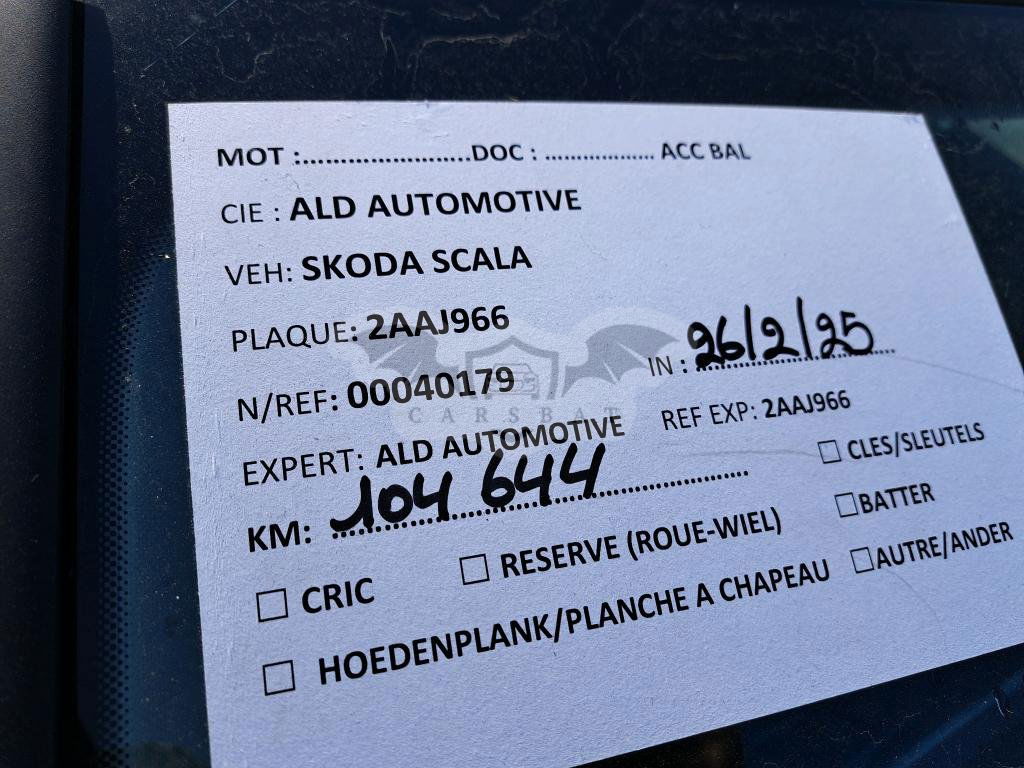 MOT :.......................DOC : .................. ACC BAL
CIE : ALD AUTOMOTIVE
VEH: SKODA SCALA
PLAQUE: 2AAJ966
IN : 26/2/25
N/REF: 00040179
CARSBAT
REF EXP: 2AAJ966
EXPERT: ALD AUTOMOTIVE
☐ CLES/SLEUTELS
KM: 104 644
☐ BATTER
☐ CRIC ☐ RESERVE (ROUE-WIEL)
☐ AUTRE/ANDER
☐ HOEDENPLANK/PLANCHE A CHAPEAU